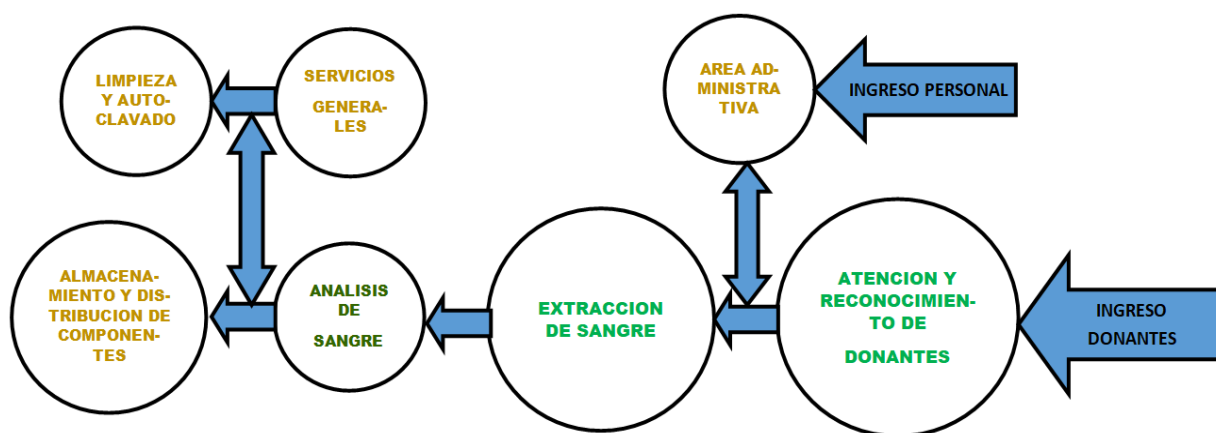 LIMPIEZA
Y AUTO-
CLAVADO
SERVICIOS
GENERA-
LES
AREA AD-
MINISTRA
TIVA
INGRESO PERSONAL
ALMACENA-
MIENTO Y DIS-
TRIBUCION DE
COMPONEN-
TES
ANALISIS
DE
SANGRE
EXTRACCION
DE SANGRE
ATENCION Y
RECONOCIMIEN-
TO DE
DONANTES
INGRESO
DONANTES